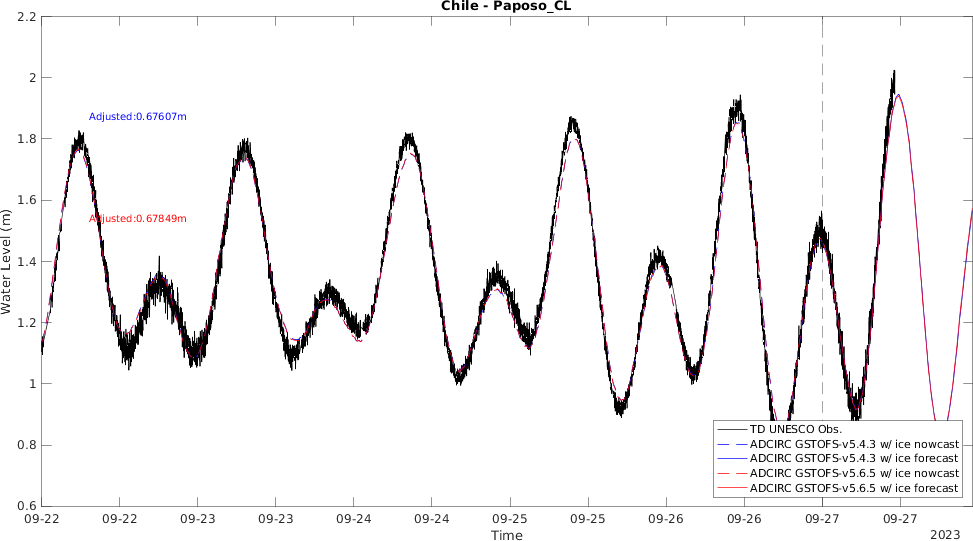 Chile - Paposo_CL
2.2
2
1.8
1.6
1.4
1.2
1
0.8
0.6
Water Level (m)
Adjusted:0.67607m
Adjusted:0.67849m
TD UNESCO Obs.
ADCIRC GSTOFS-v5.4.3 w/ ice nowcast
ADCIRC GSTOFS-v5.4.3 w/ ice forecast
ADCIRC GSTOFS-v5.6.5 w/ ice nowcast
ADCIRC GSTOFS-v5.6.5 w/ ice forecast
09-22 09-22 09-23 09-23 09-24 09-24 09-25 09-25 09-26 09-26 09-27 09-27
Time
2023